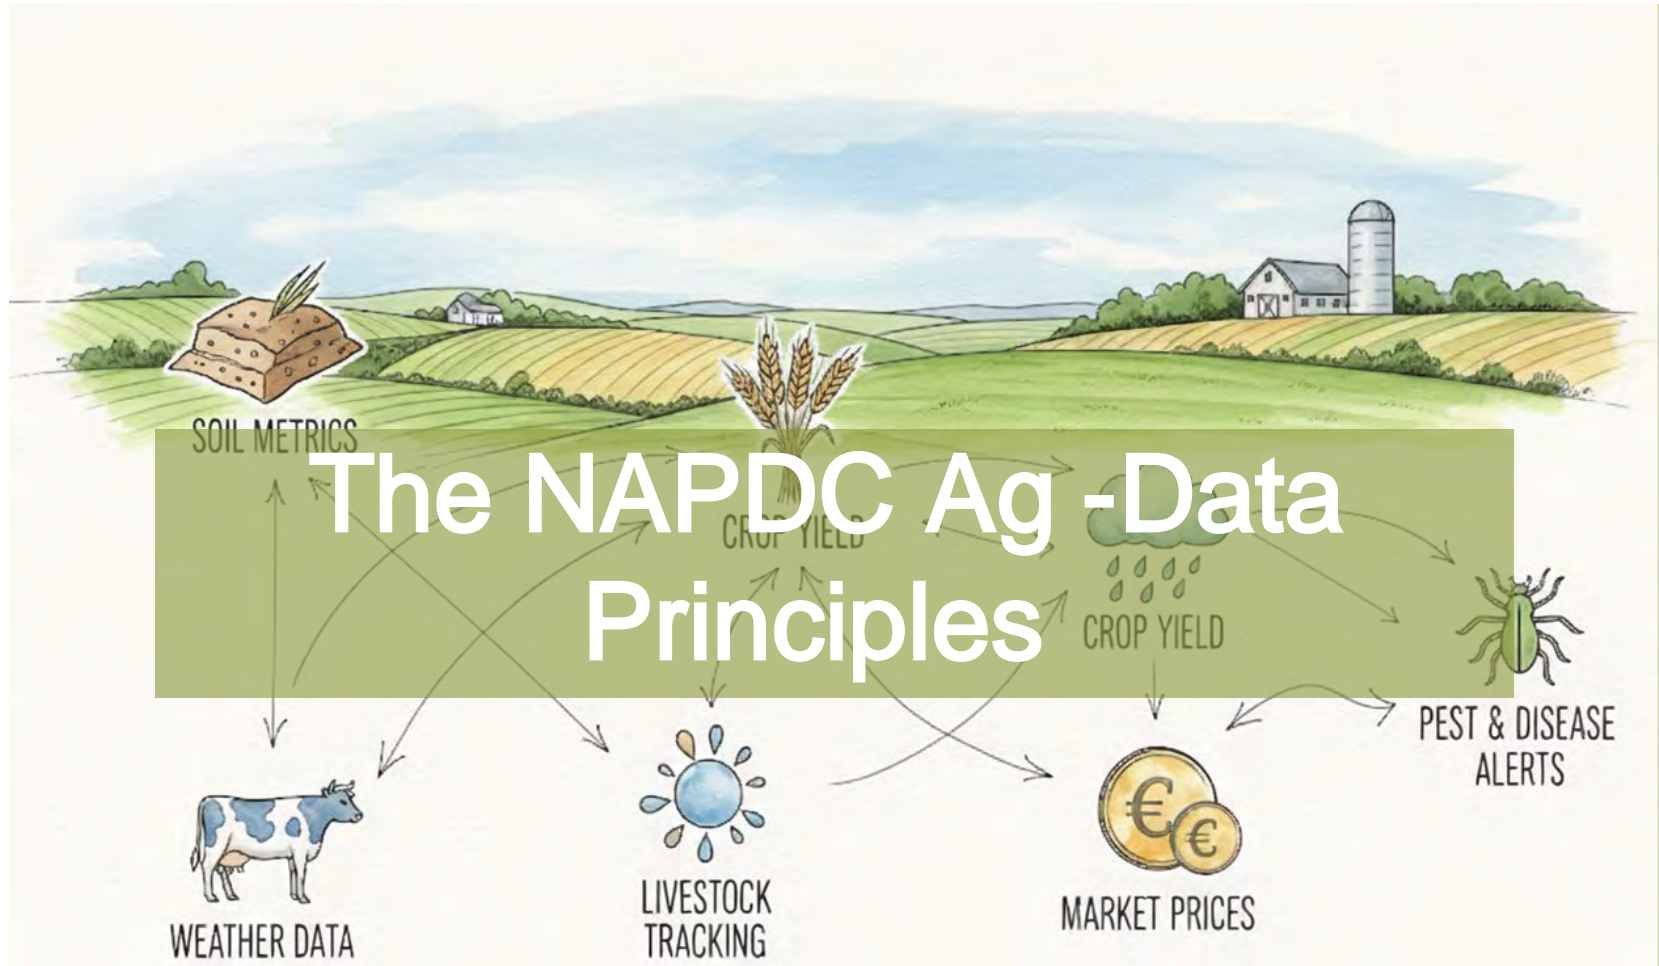 SOIL METRICS
The NAPDC Ag -Data
Principles
CROP YIELD
CROP YIELD
PEST & DISEASE
ALERTS
WEATHER DATA
LIVESTOCK
TRACKING
MARKET PRICES
€
€